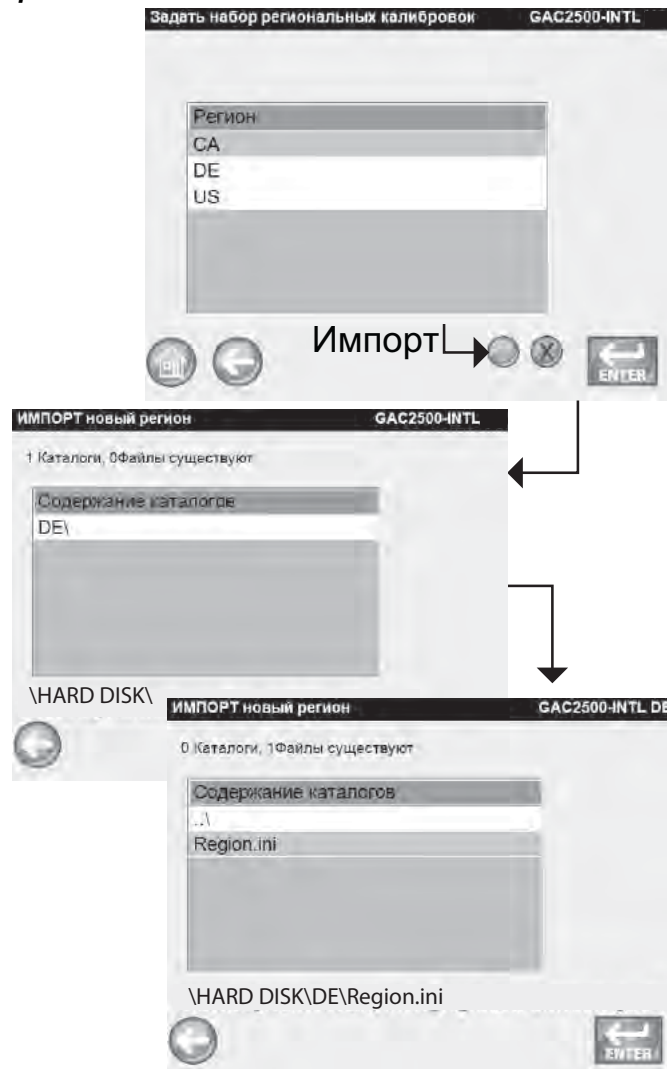 Задать набор региональных калибровок GAC2500-INTL
Регион
CA
DE
US
Импорт
X
ENTER
ИМПОРТ новый регион GAC2500-INTL
1 Каталоги, 0Файлы существуют
Содержание каталогов
DE\
\HARD DISK\
ИМПОРТ новый регион GAC2500-INTL DE
0 Каталоги, 1Файлы существуют
Содержание каталогов
..\
Region.ini
\HARD DISK\DE\Region.ini
ENTER